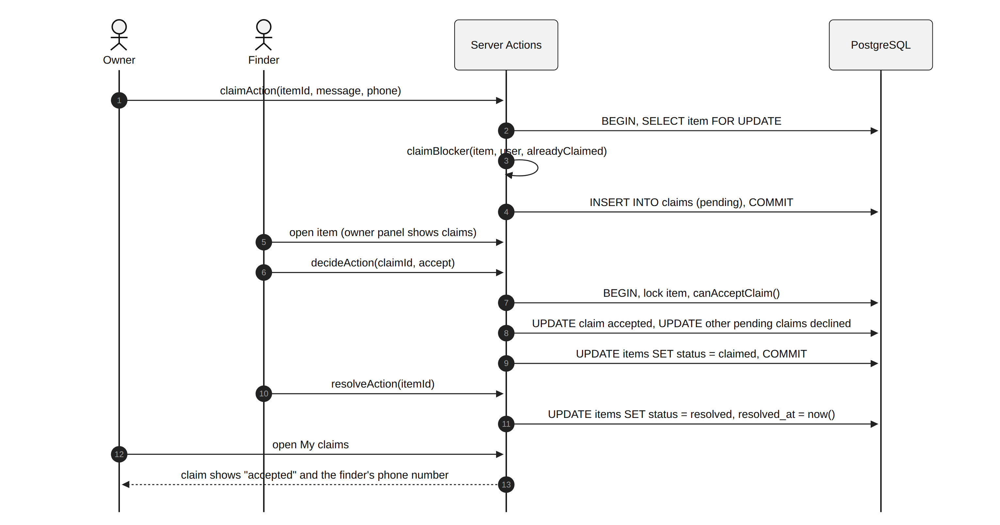 Owner
Finder
Server Actions
PostgreSQL
claimAction(itemId, message, phone)
1
BEGIN, SELECT item FOR UPDATE
2
claimBlocker(item, user, alreadyClaimed)
3
INSERT INTO claims (pending), COMMIT
4
open item (owner panel shows claims)
5
decideAction(claimId, accept)
6
BEGIN, lock item, canAcceptClaim()
7
UPDATE claim accepted, UPDATE other pending claims declined
8
UPDATE items SET status = claimed, COMMIT
9
resolveAction(itemId)
10
UPDATE items SET status = resolved, resolved_at = now()
11
open My claims
12
claim shows "accepted" and the finder's phone number
13